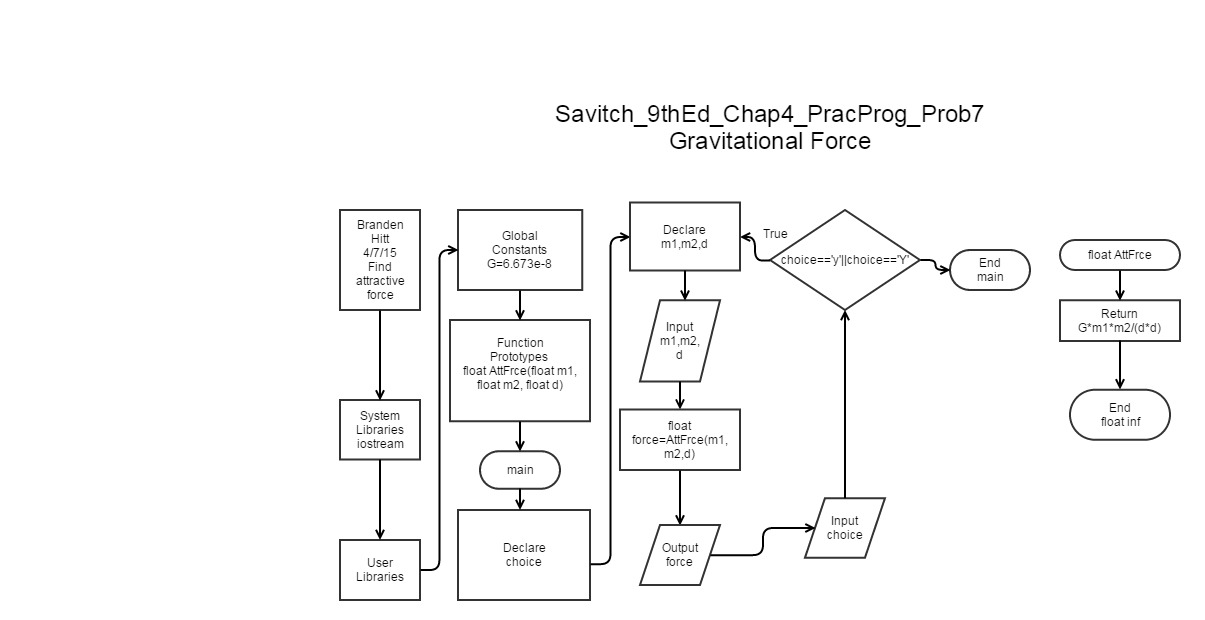 Savitch_9thEd_Chap4_PracProg_Prob7
Gravitational Force
Branden
Hitt
4/7/15
Find
attractive
force
System
Libraries
iostream
User
Libraries
Global
Constants
G=6.673e-8
Function
Prototypes
float AttFrce(float m1,
float m2, float d)
main
Declare
choice
Declare
m1,m2,d
Input
m1,m2,
d
float
force=AttFrce(m1,
m2,d)
Output
force
Input
choice
choice=='y'||choice=='Y'
True
End
main
float AttFrce
Return
G*m1*m2/(d*d)
End
float inf